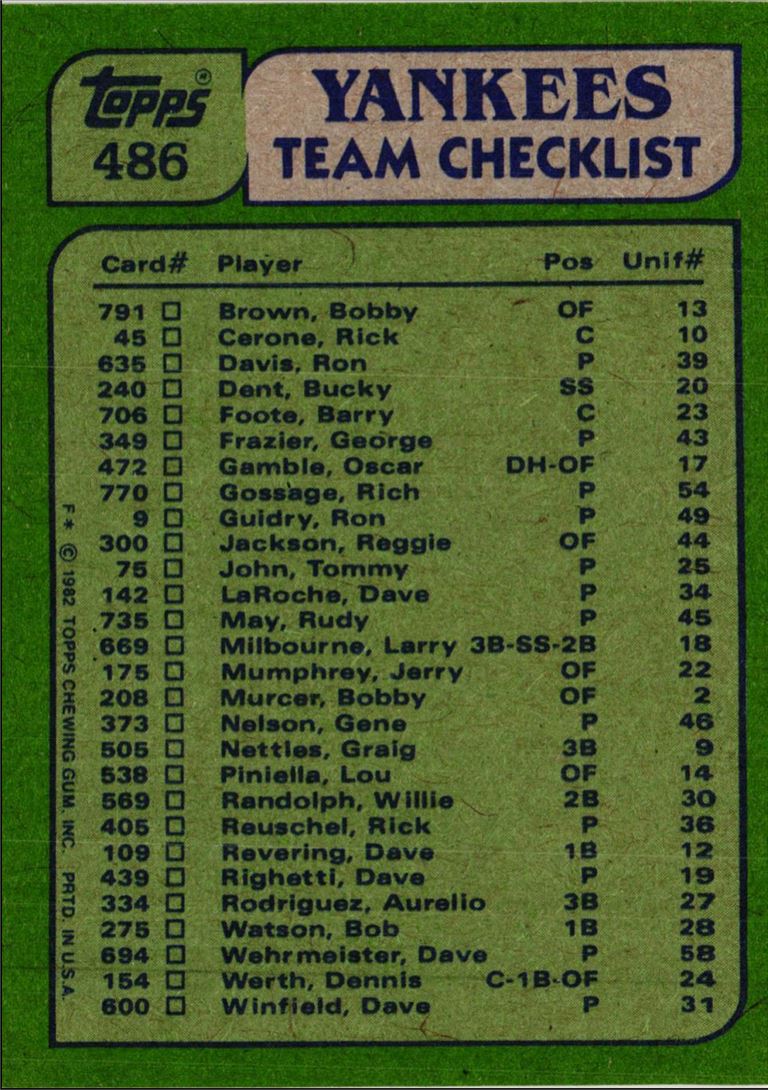 Topps®
486
YANKEES
TEAM CHECKLIST
Card# Player Pos Unif#
791 □ Brown, Bobby OF 13
45 □ Cerone, Rick C 10
635 □ Davis, Ron P 39
240 □ Dent, Bucky SS 20
706 □ Foote, Barry C 23
349 □ Frazier, George P 43
472 □ Gamble, Oscar DH-OF 17
770 □ Gossage, Rich P 54
9 □ Guidry, Ron P 49
300 □ Jackson, Reggie OF 44
75 □ John, Tommy P 25
142 □ LaRoche, Dave P 34
735 □ May, Rudy P 45
669 □ Milbourne, Larry 3B-SS-2B 18
175 □ Mumphrey, Jerry OF 22
208 □ Murcer, Bobby OF 2
373 □ Nelson, Gene P 46
505 □ Nettles, Graig 3B 9
538 □ Piniella, Lou OF 14
569 □ Randolph, Willie 2B 30
405 □ Reuschel, Rick P 36
109 □ Revering, Dave 1B 12
439 □ Righetti, Dave P 19
334 □ Rodriguez, Aurelio 3B 27
275 □ Watson, Bob 1B 28
694 □ Wehrmeister, Dave P 58
154 □ Werth, Dennis C-1B-OF 24
600 □ Winfield, Dave P 31
F* © 1982 TOPPS CHEWING GUM. INC. PRTD. IN U.S.A.